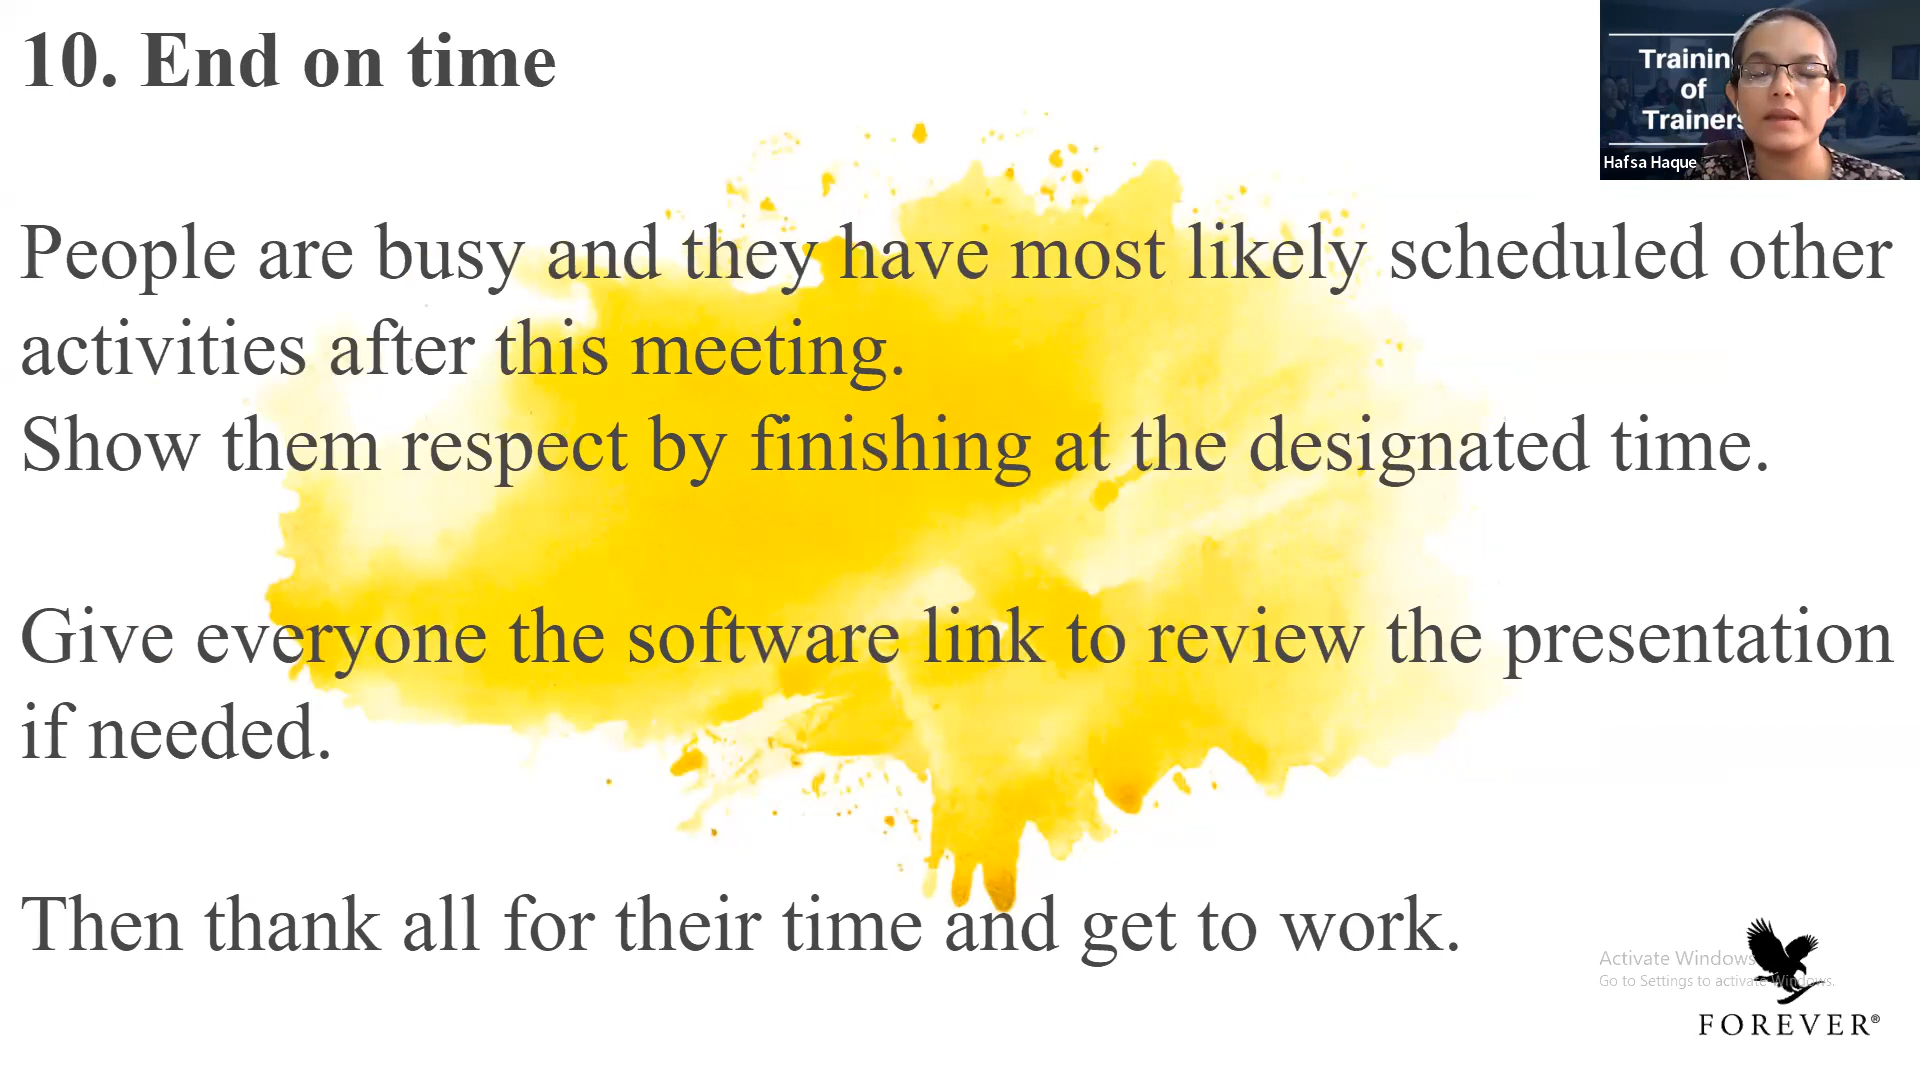 10. End on time
Training
of
Trainers
Hafsa Haque
People are busy and they have most likely scheduled other
activities after this meeting.
Show them respect by finishing at the designated time.
Give everyone the software link to review the presentation
if needed.
Then thank all for their time and get to work.
Activate Windows
Go to Settings to activate Windows.
FOREVER®